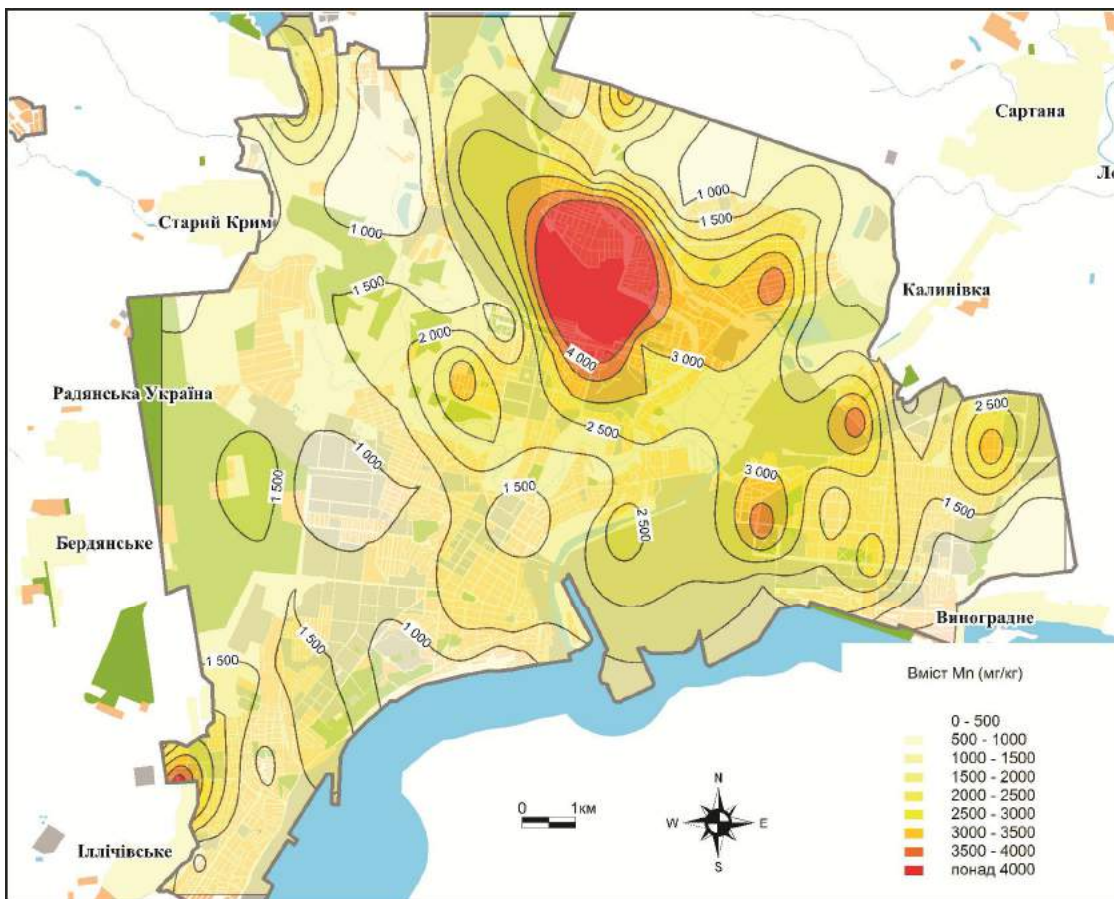 Сартана
1 000
1 500
Старий Крим
1 000
Калинівка
1 500
2 000
4 000
3 000
Радянська Україна
2 500
2 500
1 000
3 000
1 500
1 500
1 500
2 500
Бердянське
Виноградне
1 000
1 500
1 500
Вміст Mn (мг/кг)
0 - 500
500 - 1000
1000 - 1500
1500 - 2000
2000 - 2500
2500 - 3000
3000 - 3500
3500 - 4000
понад 4000
N
0 1км
W E
S
Іллічівське